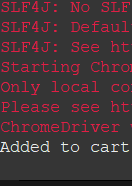 SLF4J: No SLF
SLF4J: Defaul
SLF4J: See ht
Starting Chro
Only local co
Please see ht
ChromeDriver
Added to cart